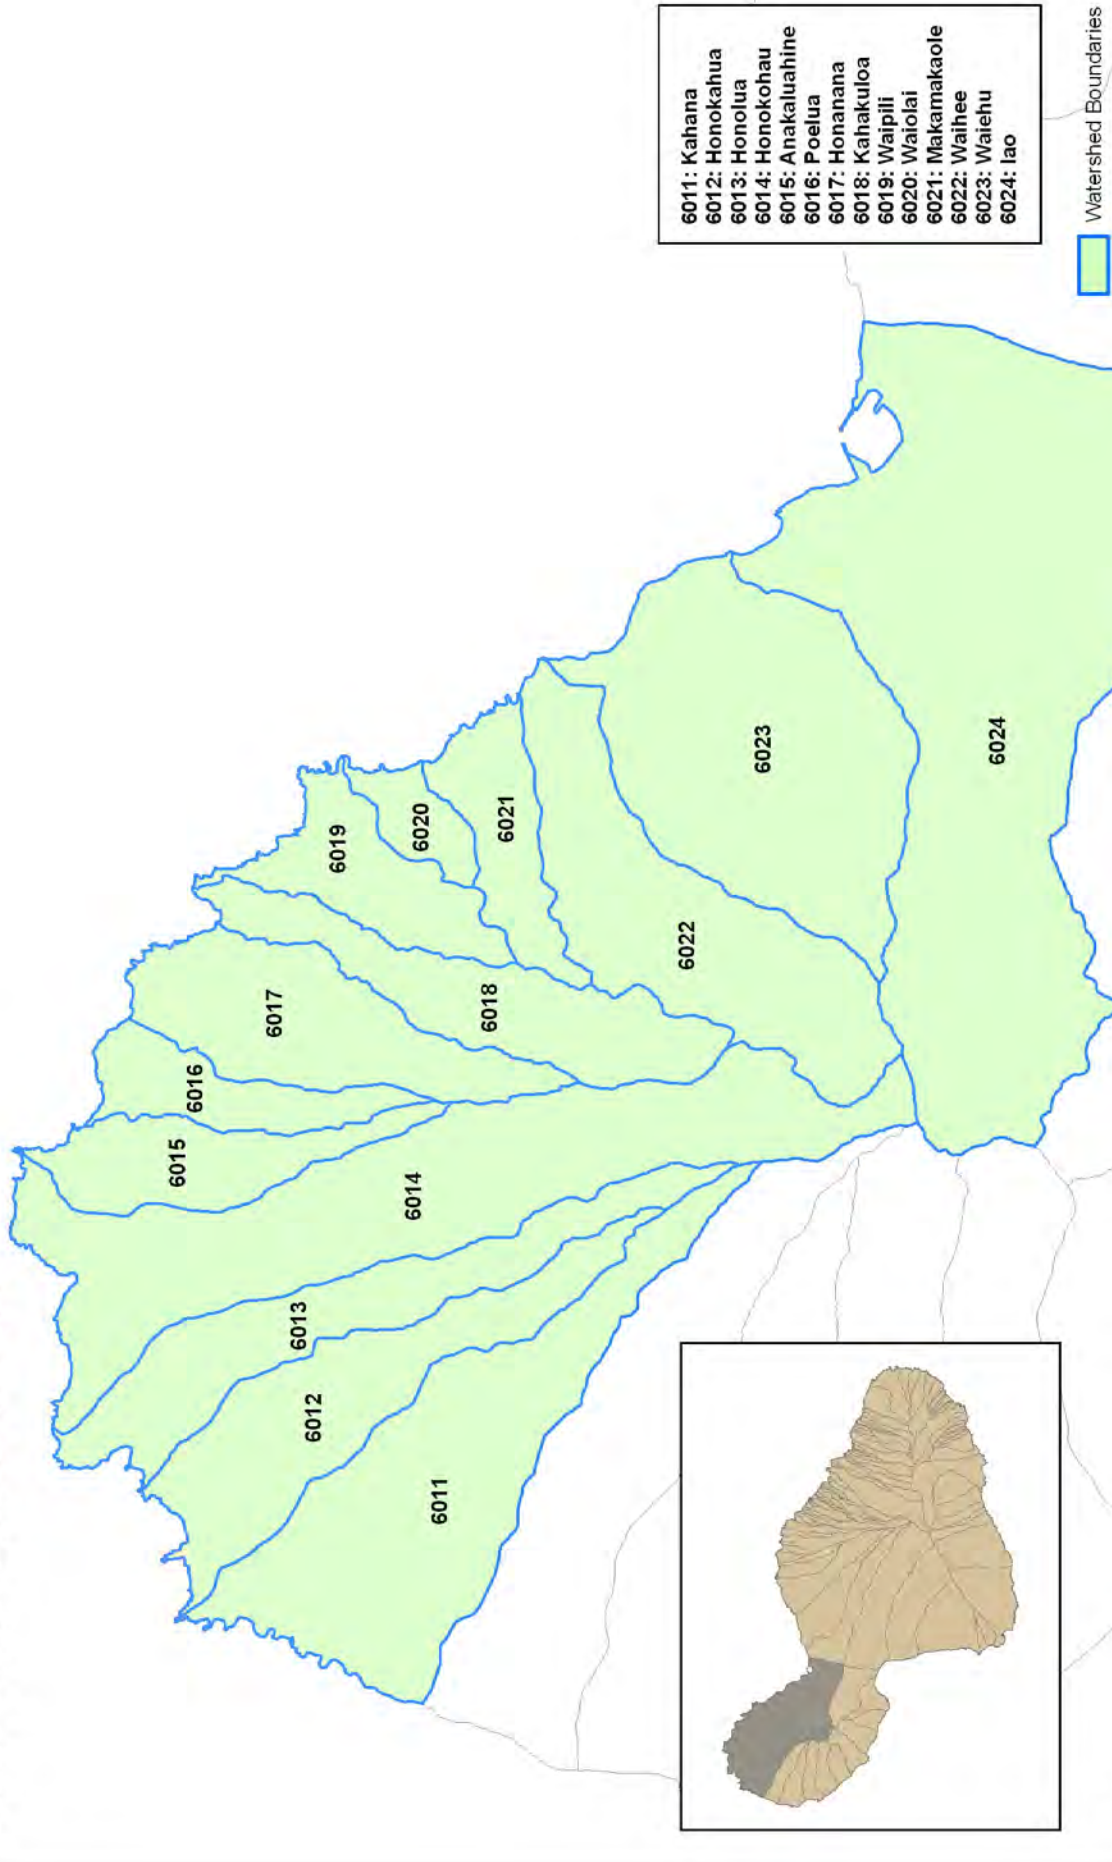 6011: Kahana
6012: Honokahua
6013: Honolua
6014: Honokohau
6015: Anakaluahine
6016: Poelua
6017: Honanana
6018: Kahakuloa
6019: Waipili
6020: Waiolai
6021: Makamakaole
6022: Waihee
6023: Waiehu
6024: Iao
Watershed Boundaries
6011
6012
6013
6014
6015
6016
6017
6018
6019
6020
6021
6022
6023
6024